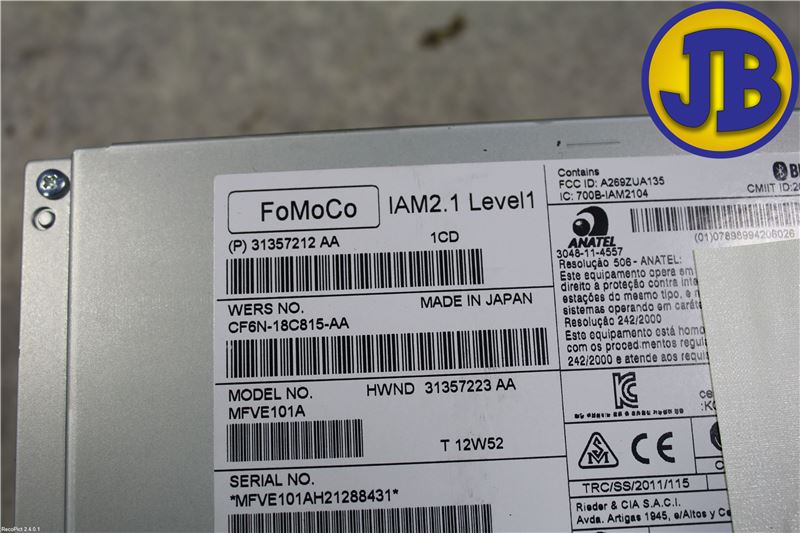 JB
FoMoCo
IAM2.1 Level1
(P) 31357212 AA 1CD
WERS NO. MADE IN JAPAN
CF6N-18C815-AA
MODEL NO. HWND 31357223 AA
MFVE101A
T 12W52
SERIAL NO.
*MFVE101AH21288431*
Contains
FCC ID: A269ZUA135
IC: 700B-IAM2104
CMIIT ID:
ANATEL
3048-11-4557
(01)07898994206026
Resolução 506 - ANATEL:
Este equipamento opera em
direito à proteção contra
estações do mesmo tipo, e
sistemas operando em
Resolução 242/2000
Este equipamento está
com os procedimentos
242/2000 e atende aos
CE
TRC/SS/2011/115
Rieder & CIA S.A.C.I.
Avda. Artigas 1945, e/Altos y
RecoPict 2.4.0.1